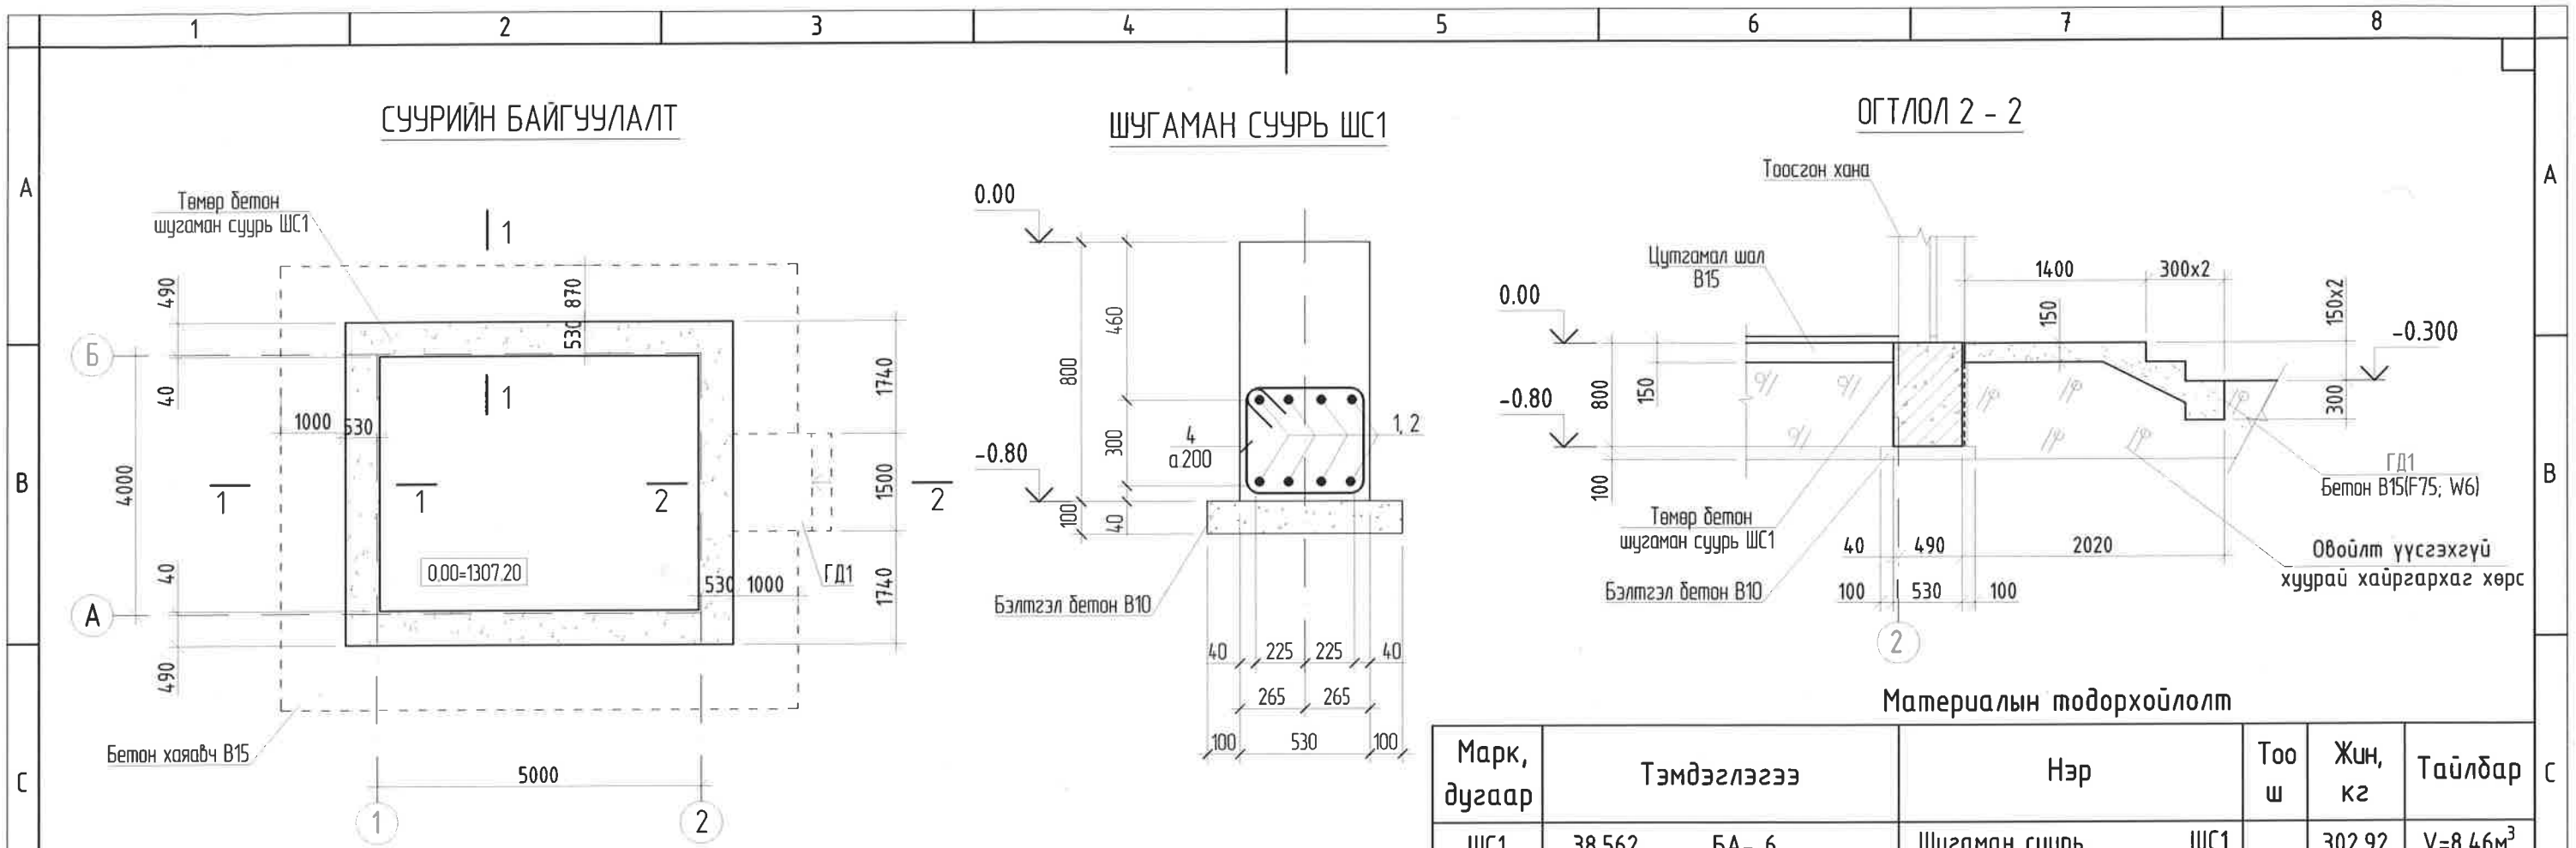 1 2 3 4 5 6 7 8
A
B
C
A
B
C
СУУРИЙН БАЙГУУЛАЛТ
Төмөр бетон
шугаман суурь ШС1
1
490
870
530
Б
40
1
1740
1000
530
4000
1
1
2
1500
2
0.00=1307.20
40
530 1000
ГД1
1740
А
490
Бетон хаяавч В15
5000
1
2
ШУГАМАН СУУРЬ ШС1
0.00
460
800
4
а200
1, 2
300
-0.80
100
40
Бэлтгэл бетон В10
40 225 225 40
265 265
100 530 100
ОГТЛОЛ 2 - 2
Тоосгон хана
Цутгамал шал
В15
1400 300х2
0.00
150
150х2
-0.300
800
150
-0.80
300
100
ГД1
Бетон В15(F75; W6)
Төмөр бетон
шугаман суурь ШС1
40 490 2020
Овойлт үүсгэхгүй
хуурай хайргархаг хөрс
Бэлтгэл бетон В10
100 530 100
2
Материалын тодорхойлолт
Марк,
дугаар
Тэмдэглэгээ
Нэр
Тоо
ш
Жин,
кг
Тайлбар
ШС1 38.562 БА- 6 Шугаман суурь ШС1 302.92 V=8.46м³